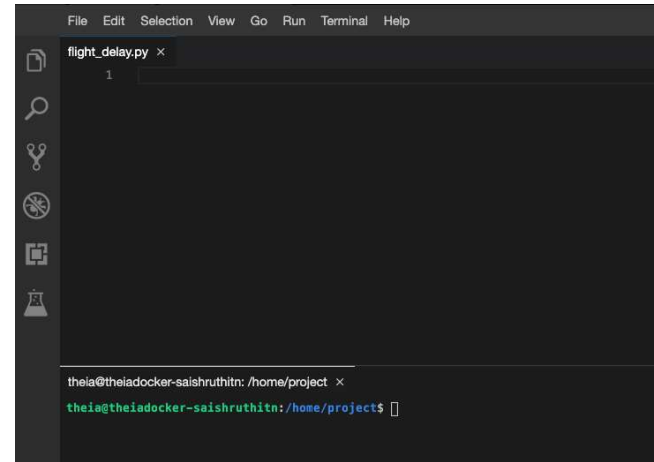 File Edit Selection View Go Run Terminal Help
flight_delay.py ×
1
theia@theiadocker-saishruthitn: /home/project ×
theia@theiadocker-saishruthitn:/home/project$